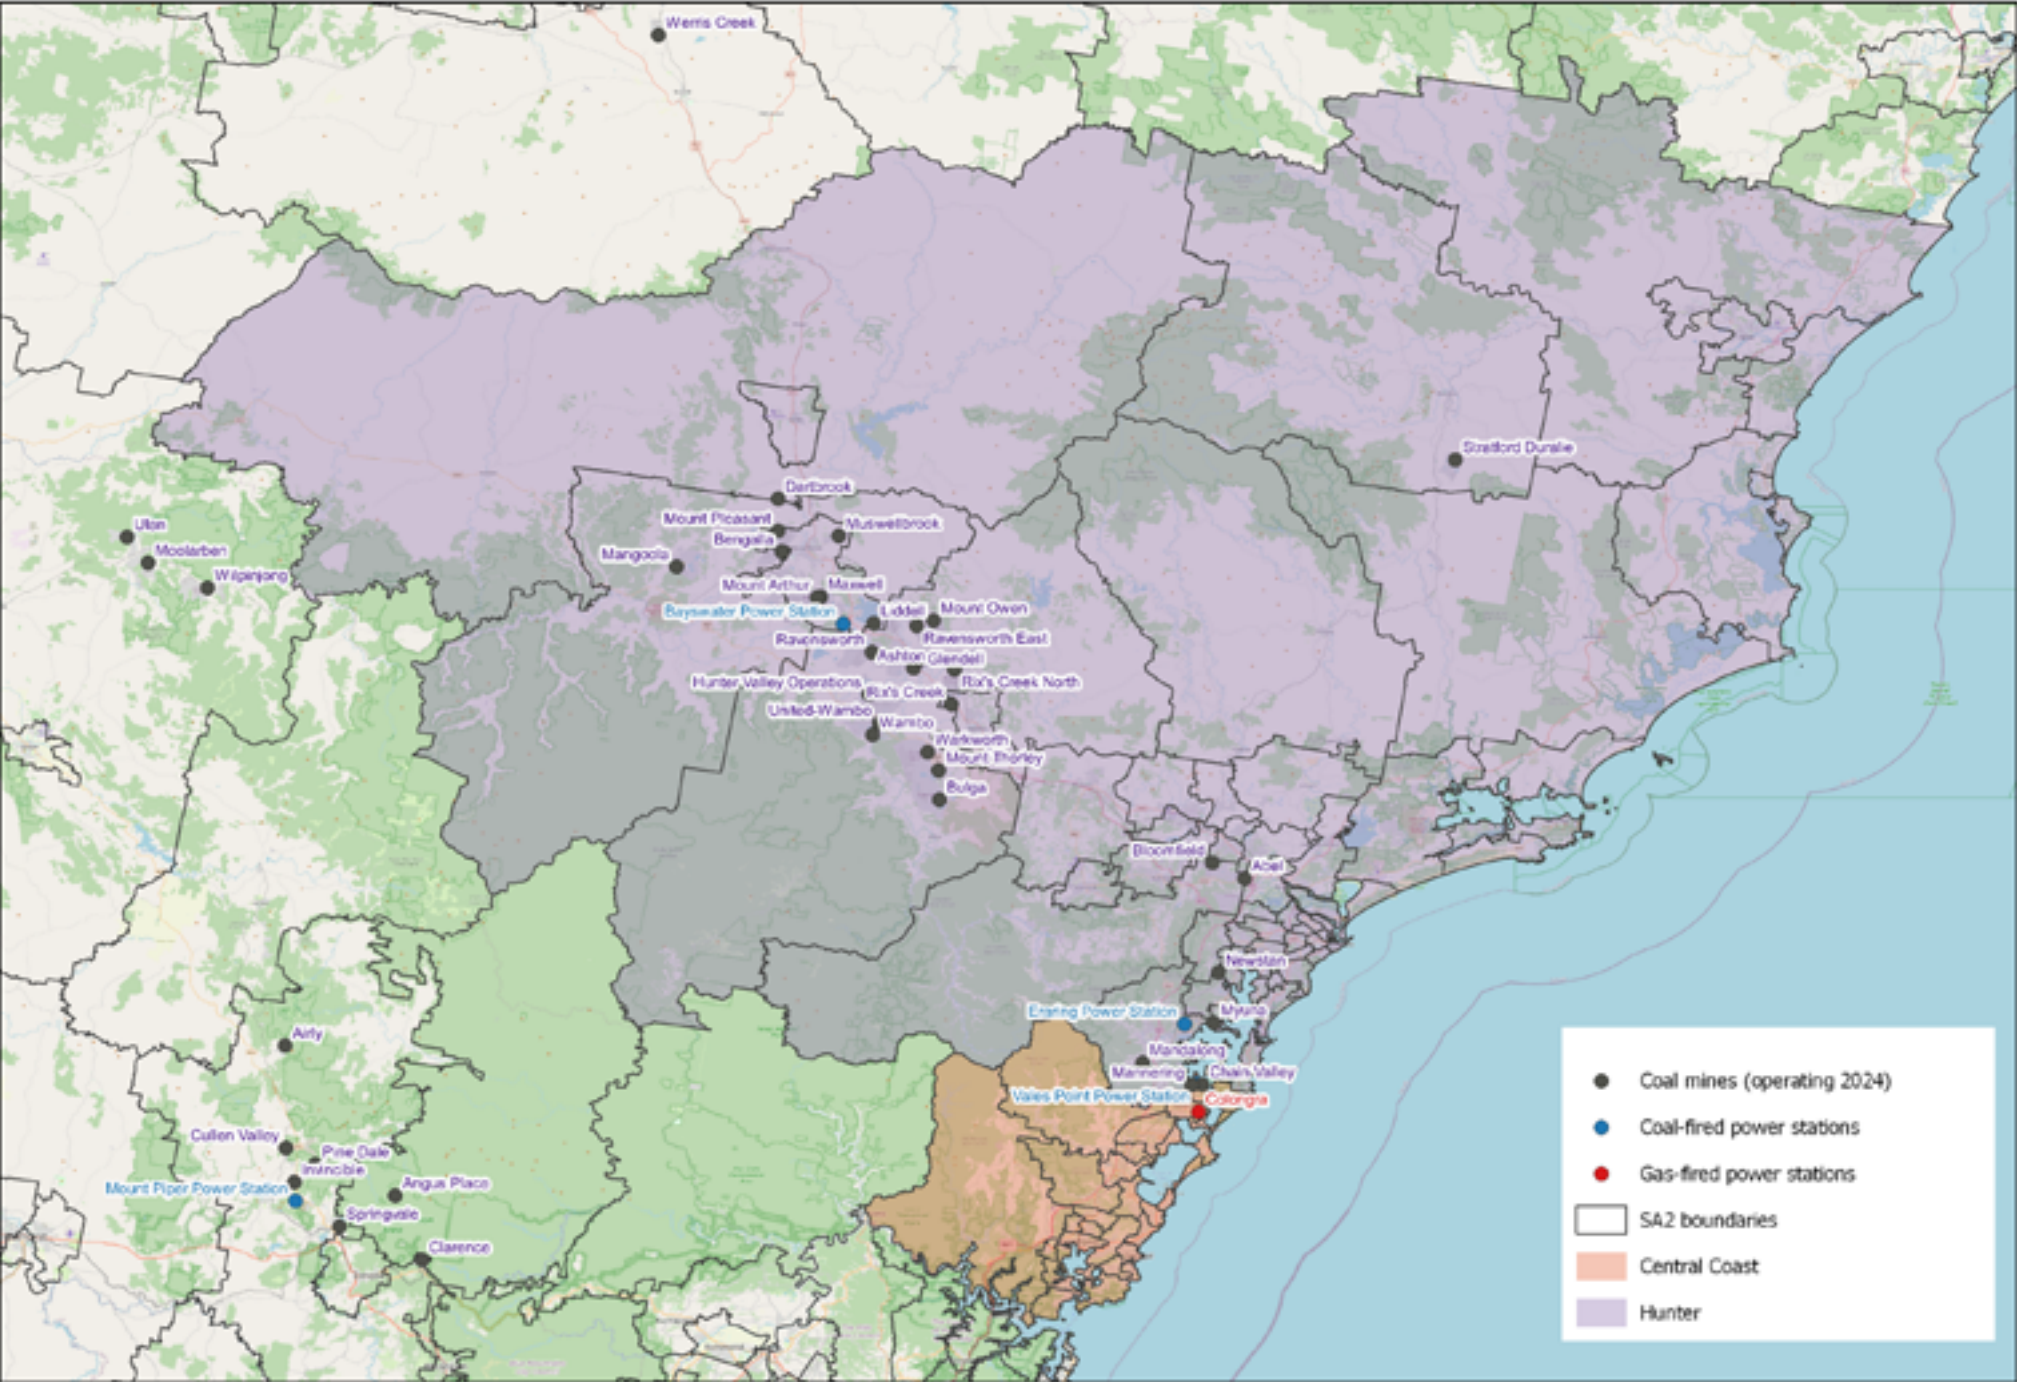 Werris Creek
Stratford Duralie
Dartbrook
Mount Pleasant
Muswellbrook
Bengalla
Ulan
Moolarben
Mangoola
Wilpinjong
Mount Arthur
Maxwell
Bayswater Power Station
Liddell
Mount Owen
Ravensworth
Ravensworth East
Ashton
Glendell
Hunter Valley Operations
Rix's Creek
Rix's Creek North
United-Wambo
Wambo
Warkworth
Mount Thorley
Bulga
Bloomfield
Abel
Newstan
Eraring Power Station
Myuna
Airly
Mandalong
Mannering
Chain Valley
Vales Point Power Station
Colongra
Cullen Valley
Pine Dale
Invincible
Mount Piper Power Station
Angus Place
Springvale
Clarence
Coal mines (operating 2024)
Coal-fired power stations
Gas-fired power stations
SA2 boundaries
Central Coast
Hunter